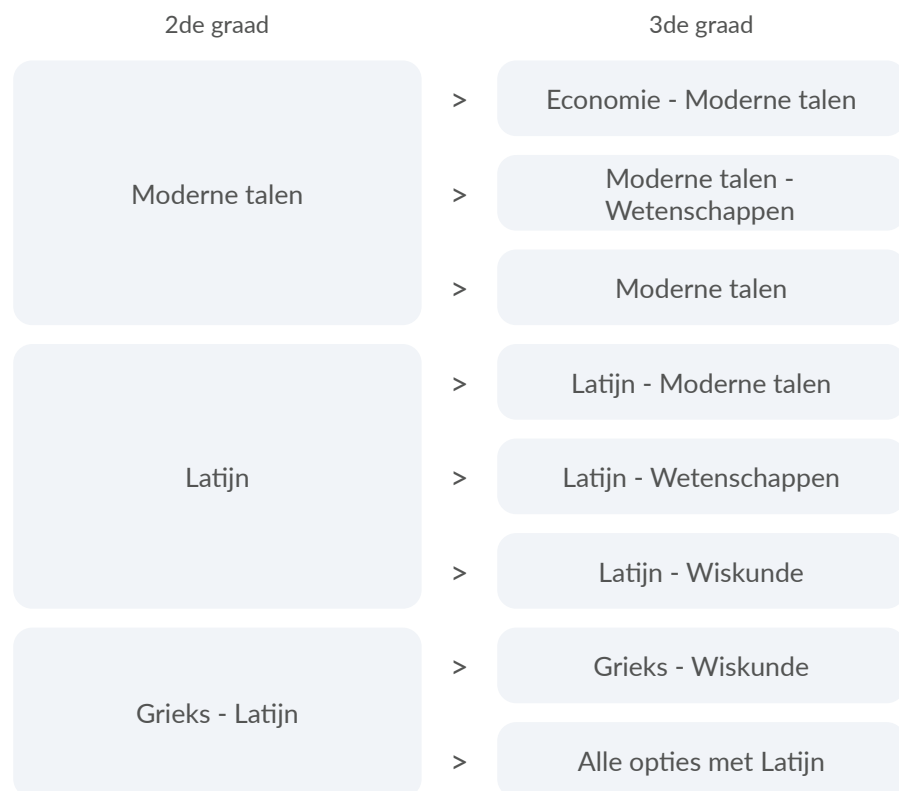 2de graad
3de graad
Moderne talen
>
Economie - Moderne talen
>
Moderne talen -
Wetenschappen
>
Moderne talen
Latijn
>
Latijn - Moderne talen
>
Latijn - Wetenschappen
>
Latijn - Wiskunde
Grieks - Latijn
>
Grieks - Wiskunde
>
Alle opties met Latijn